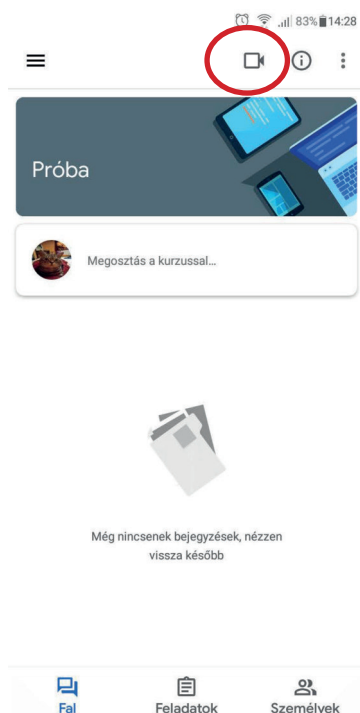 83% 14:28
Próba
Megosztás a kurzussal...
Még nincsenek bejegyzések, nézzen
vissza később
Fal Feladatok Személyek